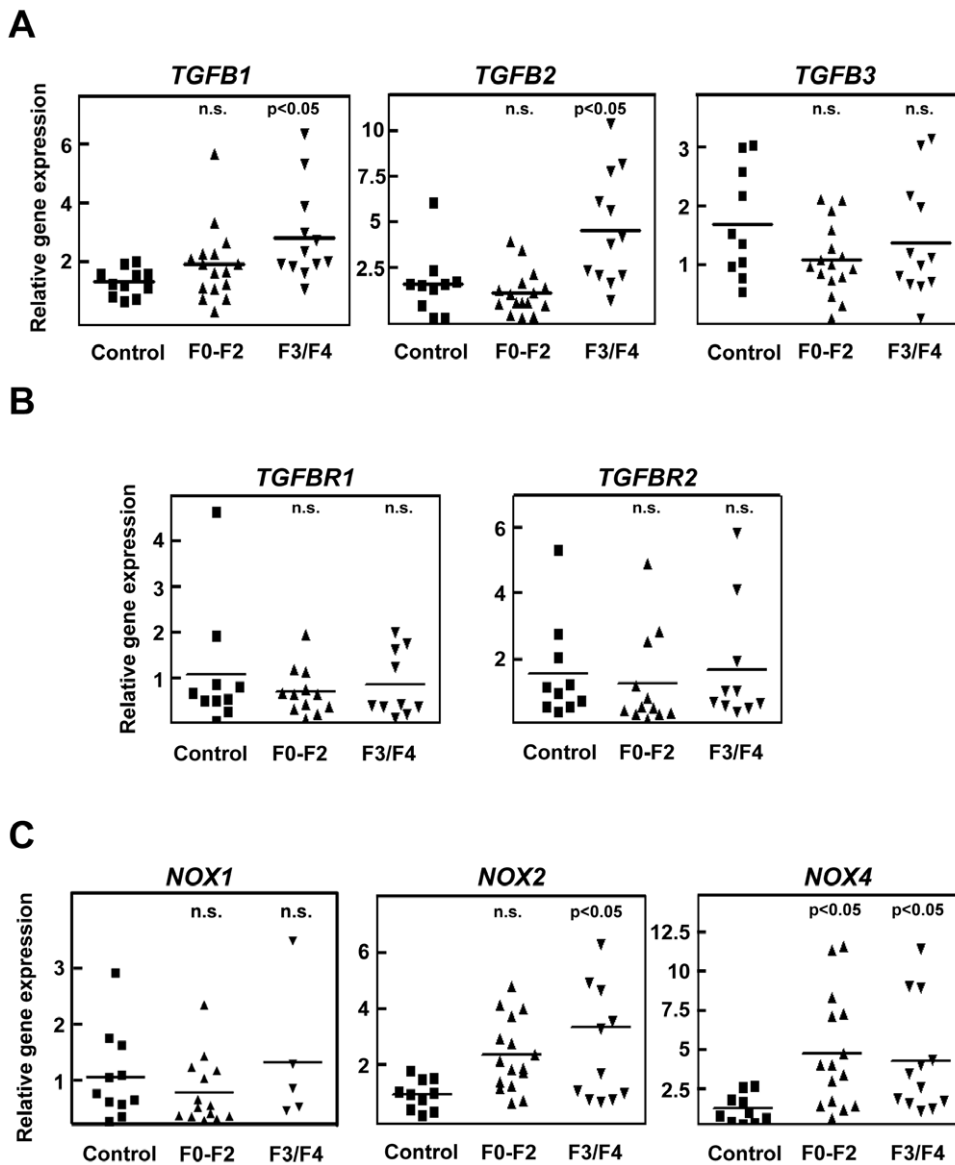 A
TGFB1 TGFB2 TGFB3
n.s. p<0.05 n.s. p<0.05 n.s. n.s.
Relative gene expression
6
4
2
10
7.5
5
2.5
3
2
1
Control F0-F2 F3/F4 Control F0-F2 F3/F4 Control F0-F2 F3/F4
B
TGFBR1 TGFBR2
n.s. n.s. n.s. n.s.
Relative gene expression
4
3
2
1
6
4
2
Control F0-F2 F3/F4 Control F0-F2 F3/F4
C
NOX1 NOX2 NOX4
n.s. n.s. n.s. p<0.05 p<0.05 p<0.05
Relative gene expression
3
2
1
6
4
2
12.5
10
7.5
5
2.5
Control F0-F2 F3/F4 Control F0-F2 F3/F4 Control F0-F2 F3/F4